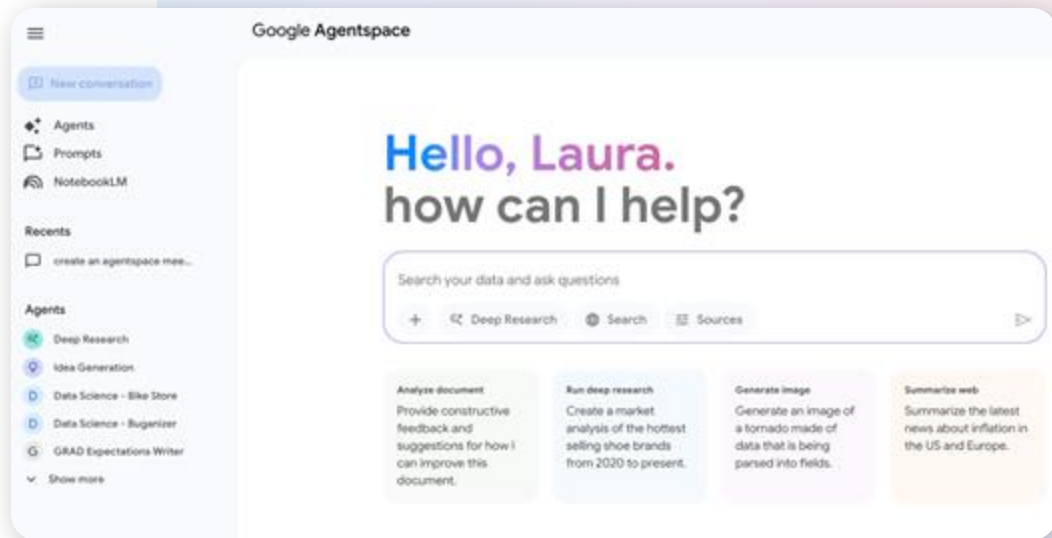 Google Agentspace
New conversation
Agents
Prompts
NotebookLM
Recents
create an agentspace mee...
Agents
Deep Research
Idea Generation
D Data Science - Bike Store
D Data Science - Buganizer
G GRAD Expectations Writer
Show more
Hello, Laura.
how can I help?
Search your data and ask questions
Deep Research Search Sources
Analyze document
Provide constructive
feedback and
suggestions for how I
can improve this
document.
Run deep research
Create a market
analysis of the hottest
selling shoe brands
from 2020 to present.
Generate image
Generate an image of
a tornado made of
data that is being
parsed into fields.
Summarize web
Summarize the latest
news about inflation in
the US and Europe.